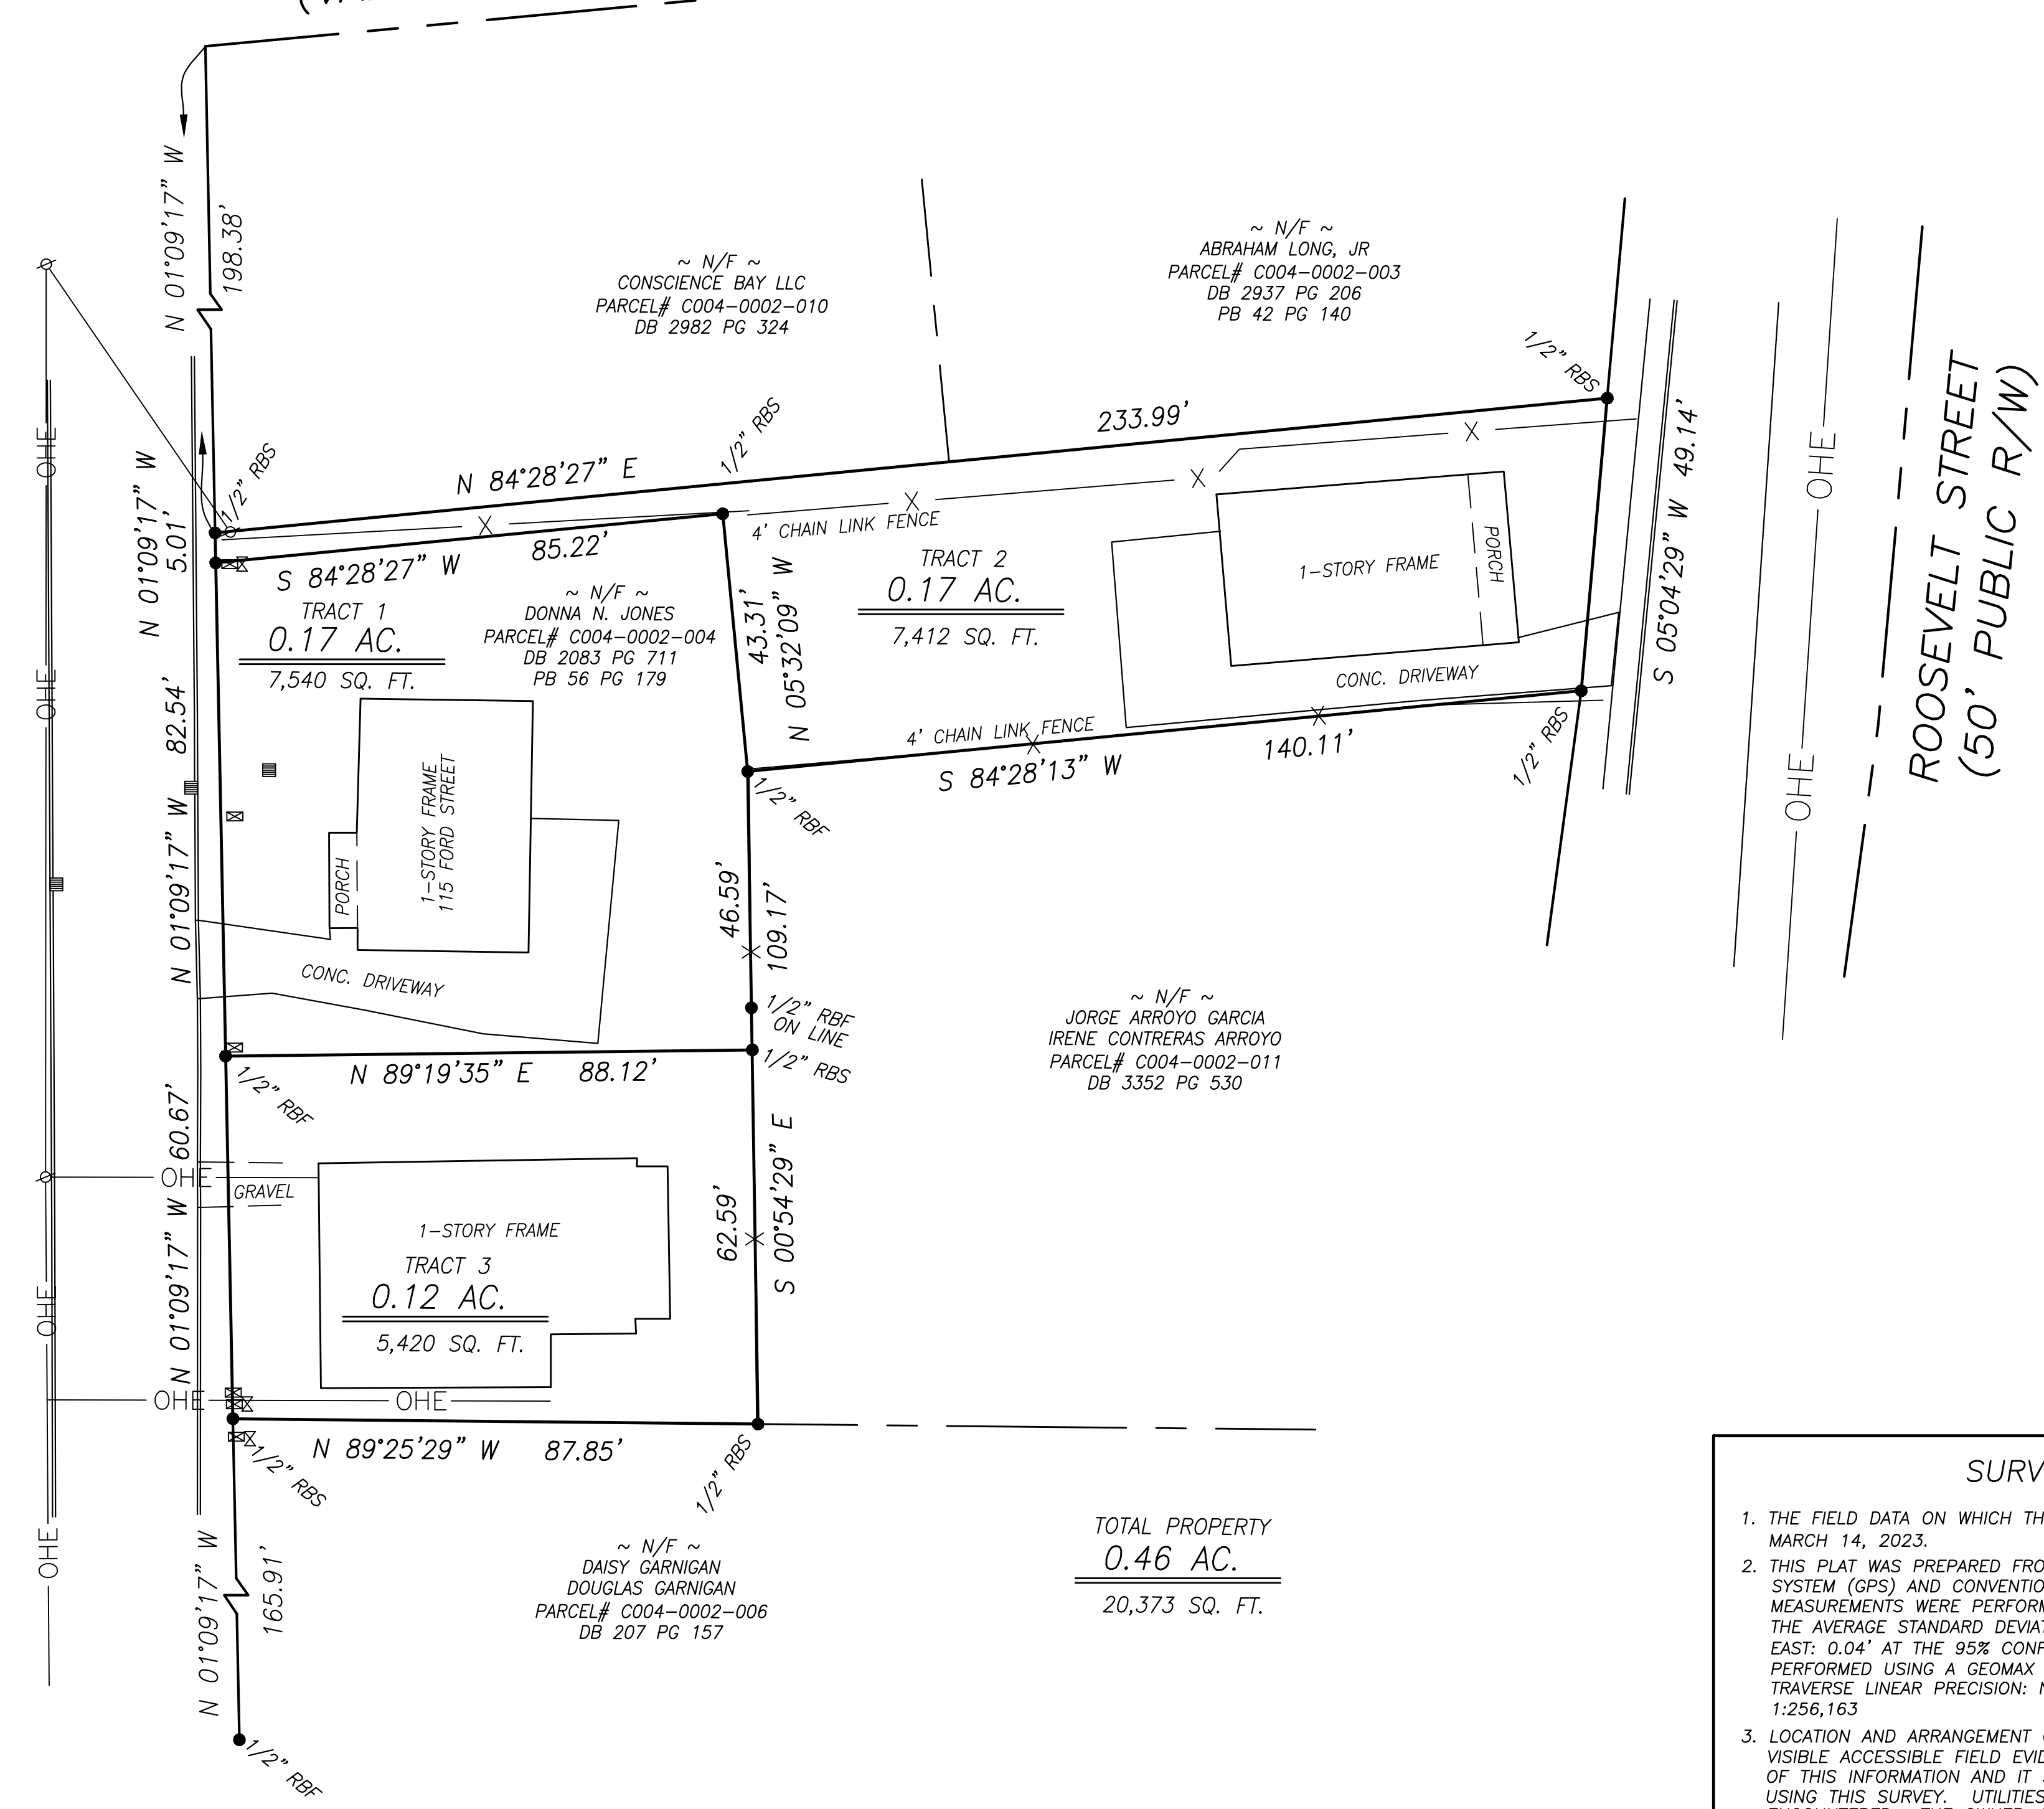 N 01°09'17" W
198.38'
~ N/F ~
CONSCIENCE BAY LLC
PARCEL# C004-0002-010
DB 2982 PG 324
~ N/F ~
ABRAHAM LONG, JR
PARCEL# C004-0002-003
DB 2937 PG 206
PB 42 PG 140
1/2" RBS
ROOSEVELT STREET
(50' PUBLIC R/W)
OHE
OHE
S 05°04'29" W 49.14'
233.99'
N 84°28'27" E
1/2" RBS
1/2" RBS
OHE
N 01°09'17" W
5.01'
X
X
X
X
4' CHAIN LINK FENCE
S 84°28'27" W
85.22'
TRACT 1
0.17 AC.
7,540 SQ. FT.
~ N/F ~
DONNA N. JONES
PARCEL# C004-0002-004
DB 2083 PG 711
PB 56 PG 179
43.31'
N 05°32'09" W
TRACT 2
0.17 AC.
7,412 SQ. FT.
1-STORY FRAME
PORCH
CONC. DRIVEWAY
4' CHAIN LINK FENCE
S 84°28'13" W
140.11'
1/2" RBS
1/2" RBF
OHE
82.54'
N 01°09'17" W
1-STORY FRAME
115 FORD STREET
PORCH
CONC. DRIVEWAY
46.59'
109.17'
1/2" RBF
ON LINE
1/2" RBS
N 89°19'35" E 88.12'
1/2" RBF
~ N/F ~
JORGE ARROYO GARCIA
IRENE CONTRERAS ARROYO
PARCEL# C004-0002-011
DB 3352 PG 530
60.67'
N 01°09'17" W
OHE
GRAVEL
1-STORY FRAME
TRACT 3
0.12 AC.
5,420 SQ. FT.
62.59'
S 00°54'29" E
OHE
OHE
OHE
N 89°25'29" W 87.85'
1/2" RBS
1/2" RBS
OHE
N 01°09'17" W
165.91'
1/2" RBF
~ N/F ~
DAISY GARNIGAN
DOUGLAS GARNIGAN
PARCEL# C004-0002-006
DB 207 PG 157
TOTAL PROPERTY
0.46 AC.
20,373 SQ. FT.
SURV
1. THE FIELD DATA ON WHICH TH
MARCH 14, 2023.
2. THIS PLAT WAS PREPARED FRO
SYSTEM (GPS) AND CONVENTIO
MEASUREMENTS WERE PERFORM
THE AVERAGE STANDARD DEVIAT
EAST: 0.04' AT THE 95% CONF
PERFORMED USING A GEOMAX
TRAVERSE LINEAR PRECISION: N
1:256,163
3. LOCATION AND ARRANGEMENT
VISIBLE ACCESSIBLE FIELD EVID
OF THIS INFORMATION AND IT
USING THIS SURVEY. UTILITIES